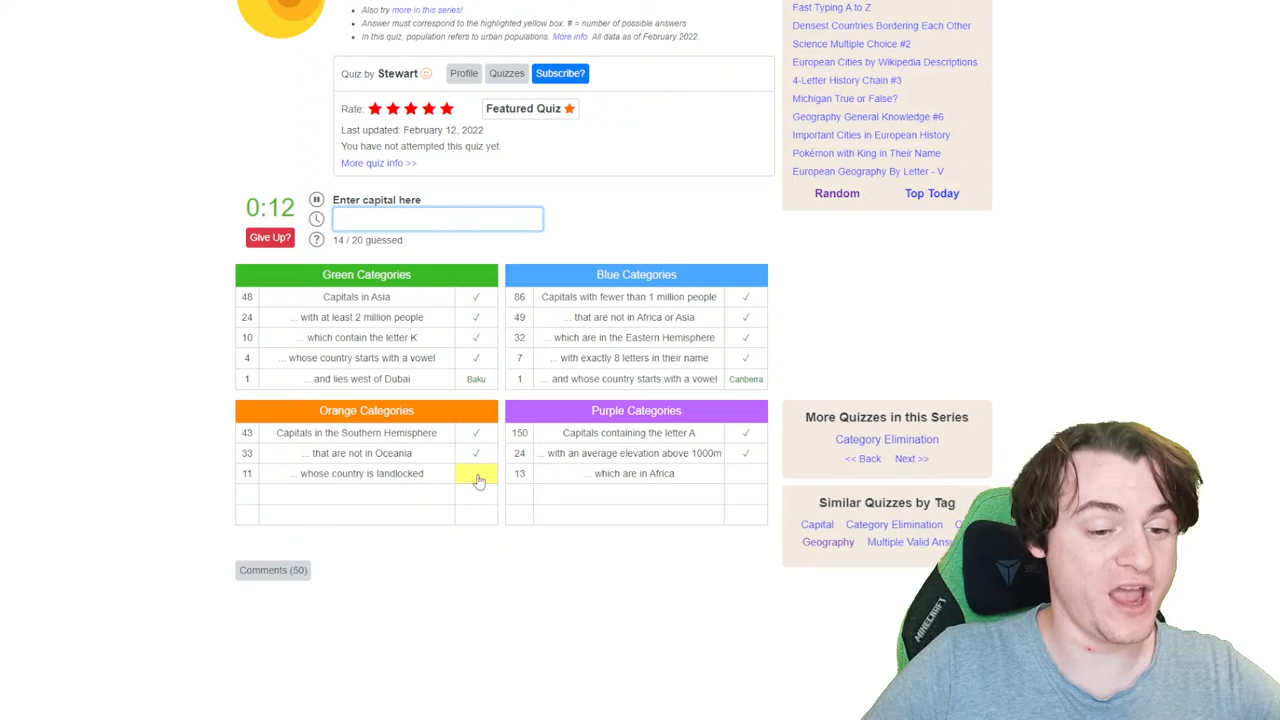 Also try more in this series!
Answer must correspond to the highlighted yellow box. # = number of possible answers
In this quiz, population refers to urban populations. More info. All data as of February 2022.
Quiz by Stewart Profile Quizzes Subscribe?
Rate: Featured Quiz
Last updated: February 12, 2022
You have not attempted this quiz yet.
More quiz info >>
0:12
Give Up?
Enter capital here
?
14 / 20 guessed
Green Categories
48 Capitals in Asia ✓
24 ... with at least 2 million people ✓
10 ... which contain the letter K ✓
4 ... whose country starts with a vowel ✓
1 ... and lies west of Dubai Baku
Blue Categories
86 Capitals with fewer than 1 million people ✓
49 ... that are not in Africa or Asia ✓
32 ... which are in the Eastern Hemisphere ✓
7 ... with exactly 8 letters in their name ✓
1 ... and whose country starts with a vowel Canberra
Orange Categories
43 Capitals in the Southern Hemisphere ✓
33 ... that are not in Oceania ✓
11 ... whose country is landlocked
Purple Categories
150 Capitals containing the letter A ✓
24 ... with an average elevation above 1000m ✓
13 ... which are in Africa
Comments (50)
Fast Typing A to Z
Densest Countries Bordering Each Other
Science Multiple Choice #2
European Cities by Wikipedia Descriptions
4-Letter History Chain #3
Michigan True or False?
Geography General Knowledge #6
Important Cities in European History
Pokémon with King in Their Name
European Geography By Letter - V
Random Top Today
More Quizzes in this Series
Category Elimination
<< Back Next >>
Similar Quizzes by Tag
Capital Category Elimination
Geography Multiple Valid
MINECRAFT